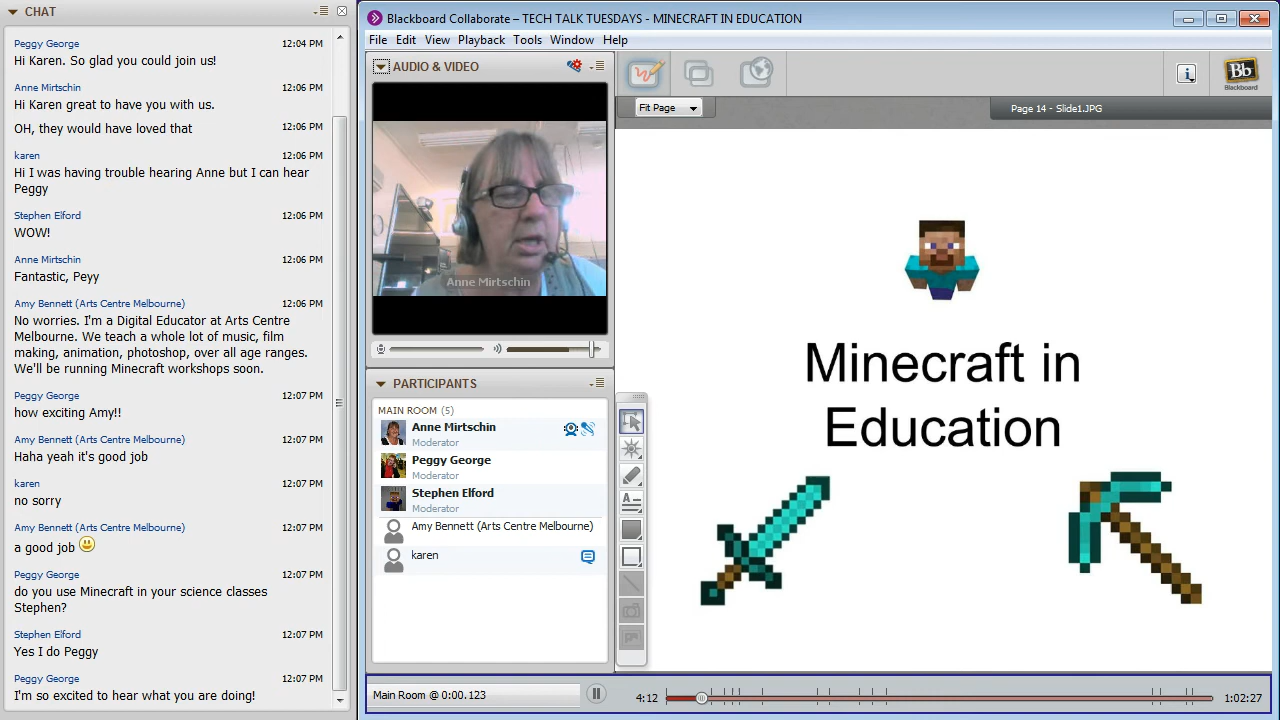 CHAT
Peggy George 12:04 PM
Hi Karen. So glad you could join us!
Anne Mirtschin 12:06 PM
Hi Karen great to have you with us.
OH, they would have loved that 12:06 PM
karen 12:06 PM
Hi I was having trouble hearing Anne but I can hear
Peggy
Stephen Elford 12:06 PM
WOW!
Anne Mirtschin 12:06 PM
Fantastic, Peyy
Amy Bennett (Arts Centre Melbourne) 12:06 PM
No worries. I'm a Digital Educator at Arts Centre
Melbourne. We teach a whole lot of music, film
making, animation, photoshop, over all age ranges.
We'll be running Minecraft workshops soon.
Peggy George 12:07 PM
how exciting Amy!!
Amy Bennett (Arts Centre Melbourne) 12:07 PM
Haha yeah it's good job
karen 12:07 PM
no sorry
Amy Bennett (Arts Centre Melbourne) 12:07 PM
a good job
Peggy George 12:07 PM
do you use Minecraft in your science classes
Stephen?
Stephen Elford 12:07 PM
Yes I do Peggy
Peggy George 12:07 PM
I'm so excited to hear what you are doing!
Blackboard Collaborate – TECH TALK TUESDAYS - MINECRAFT IN EDUCATION
File Edit View Playback Tools Window Help
AUDIO & VIDEO
Anne Mirtschin
PARTICIPANTS
MAIN ROOM (5)
Anne Mirtschin
Moderator
Peggy George
Moderator
Stephen Elford
Moderator
Amy Bennett (Arts Centre Melbourne)
karen
Bb
Blackboard
Fit Page
Page 14 - Slide1.JPG
Minecraft in
Education
Main Room @ 0:00.123
4:12
1:02:27